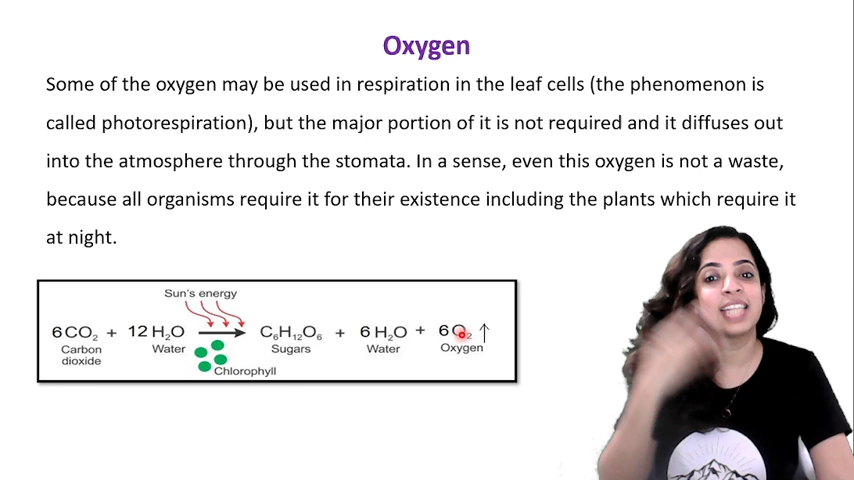 Oxygen
Some of the oxygen may be used in respiration in the leaf cells (the phenomenon is
called photorespiration), but the major portion of it is not required and it diffuses out
into the atmosphere through the stomata. In a sense, even this oxygen is not a waste,
because all organisms require it for their existence including the plants which require it
at night.
Sun's energy
6CO₂ + 12H₂O → C₆H₁₂O₆ + 6H₂O + 6O₂ ↑
Carbon dioxide Water Sugars Water Oxygen
Chlorophyll